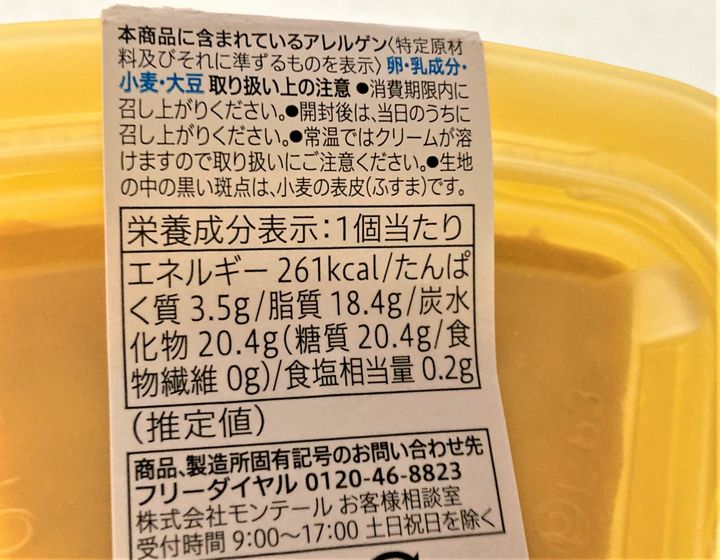 本商品に含まれているアレルゲン〈特定原材
料及びそれに準ずるものを表示〉卵・乳成分・
小麦・大豆 取り扱い上の注意 ●消費期限内に
召し上がりください。●開封後は、当日のうちに
召し上がりください。●常温ではクリームが溶
けますので取り扱いにご注意ください。●生地
の中の黒い斑点は、小麦の表皮(ふすま)です。
栄養成分表示：1個当たり
エネルギー 261kcal/たんぱ
く質 3.5g/脂質 18.4g/炭水
化物 20.4g(糖質 20.4g/食
物繊維 0g)/食塩相当量 0.2g
(推定値)
商品、製造所固有記号のお問い合わせ先
フリーダイヤル 0120-46-8823
株式会社モンテール お客様相談室
受付時間 9:00～17:00 土日祝日を除く